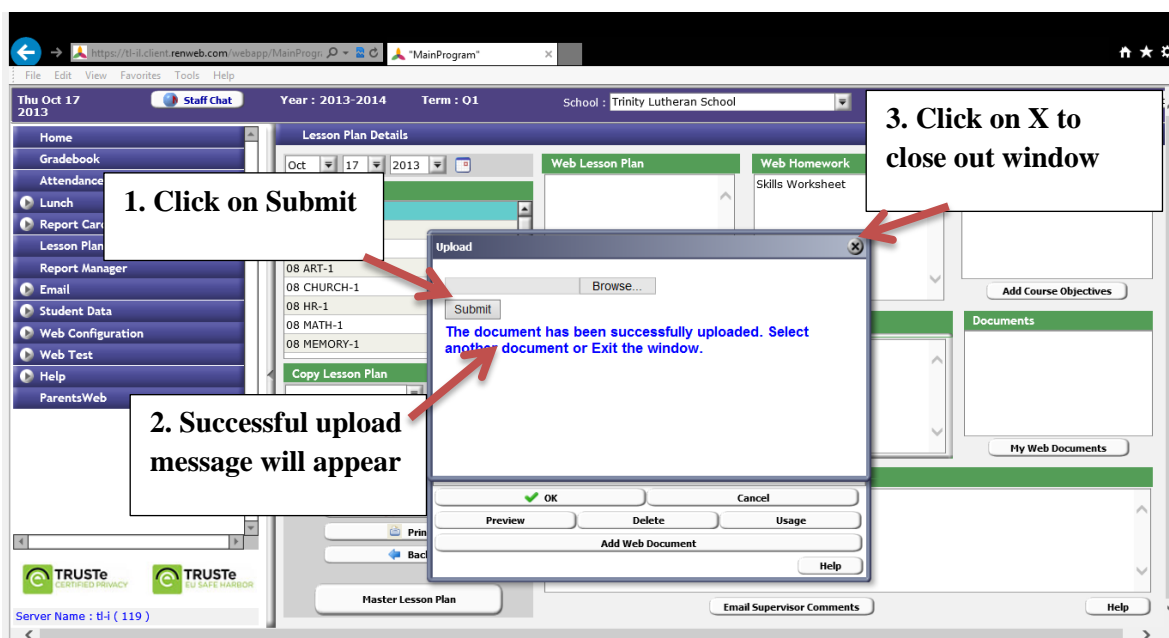 https://tl-il.client.renweb.com/webapp/MainProgr
"MainProgram"
File Edit View Favorites Tools Help
Thu Oct 17
2013
Staff Chat
Year : 2013-2014
Term : Q1
School : Trinity Lutheran School
Home
Gradebook
Attendance
Lunch
Report Card
Lesson Plan
Report Manager
Email
Student Data
Web Configuration
Web Test
Help
ParentsWeb
TRUSTe
CERTIFIED PRIVACY
TRUSTe
EU SAFE HARBOR
Server Name : tl-i ( 119 )
Lesson Plan Details
Oct 17 2013
08 ART-1
08 CHURCH-1
08 HR-1
08 MATH-1
08 MEMORY-1
Copy Lesson Plan
Prin
Bac
Master Lesson Plan
Web Lesson Plan
Web Homework
Skills Worksheet
Add Course Objectives
Documents
My Web Documents
Email Supervisor Comments
Help
1. Click on Submit
2. Successful upload
message will appear
3. Click on X to
close out window
Upload
Browse...
Submit
The document has been successfully uploaded. Select
another document or Exit the window.
OK
Cancel
Preview
Delete
Usage
Add Web Document
Help